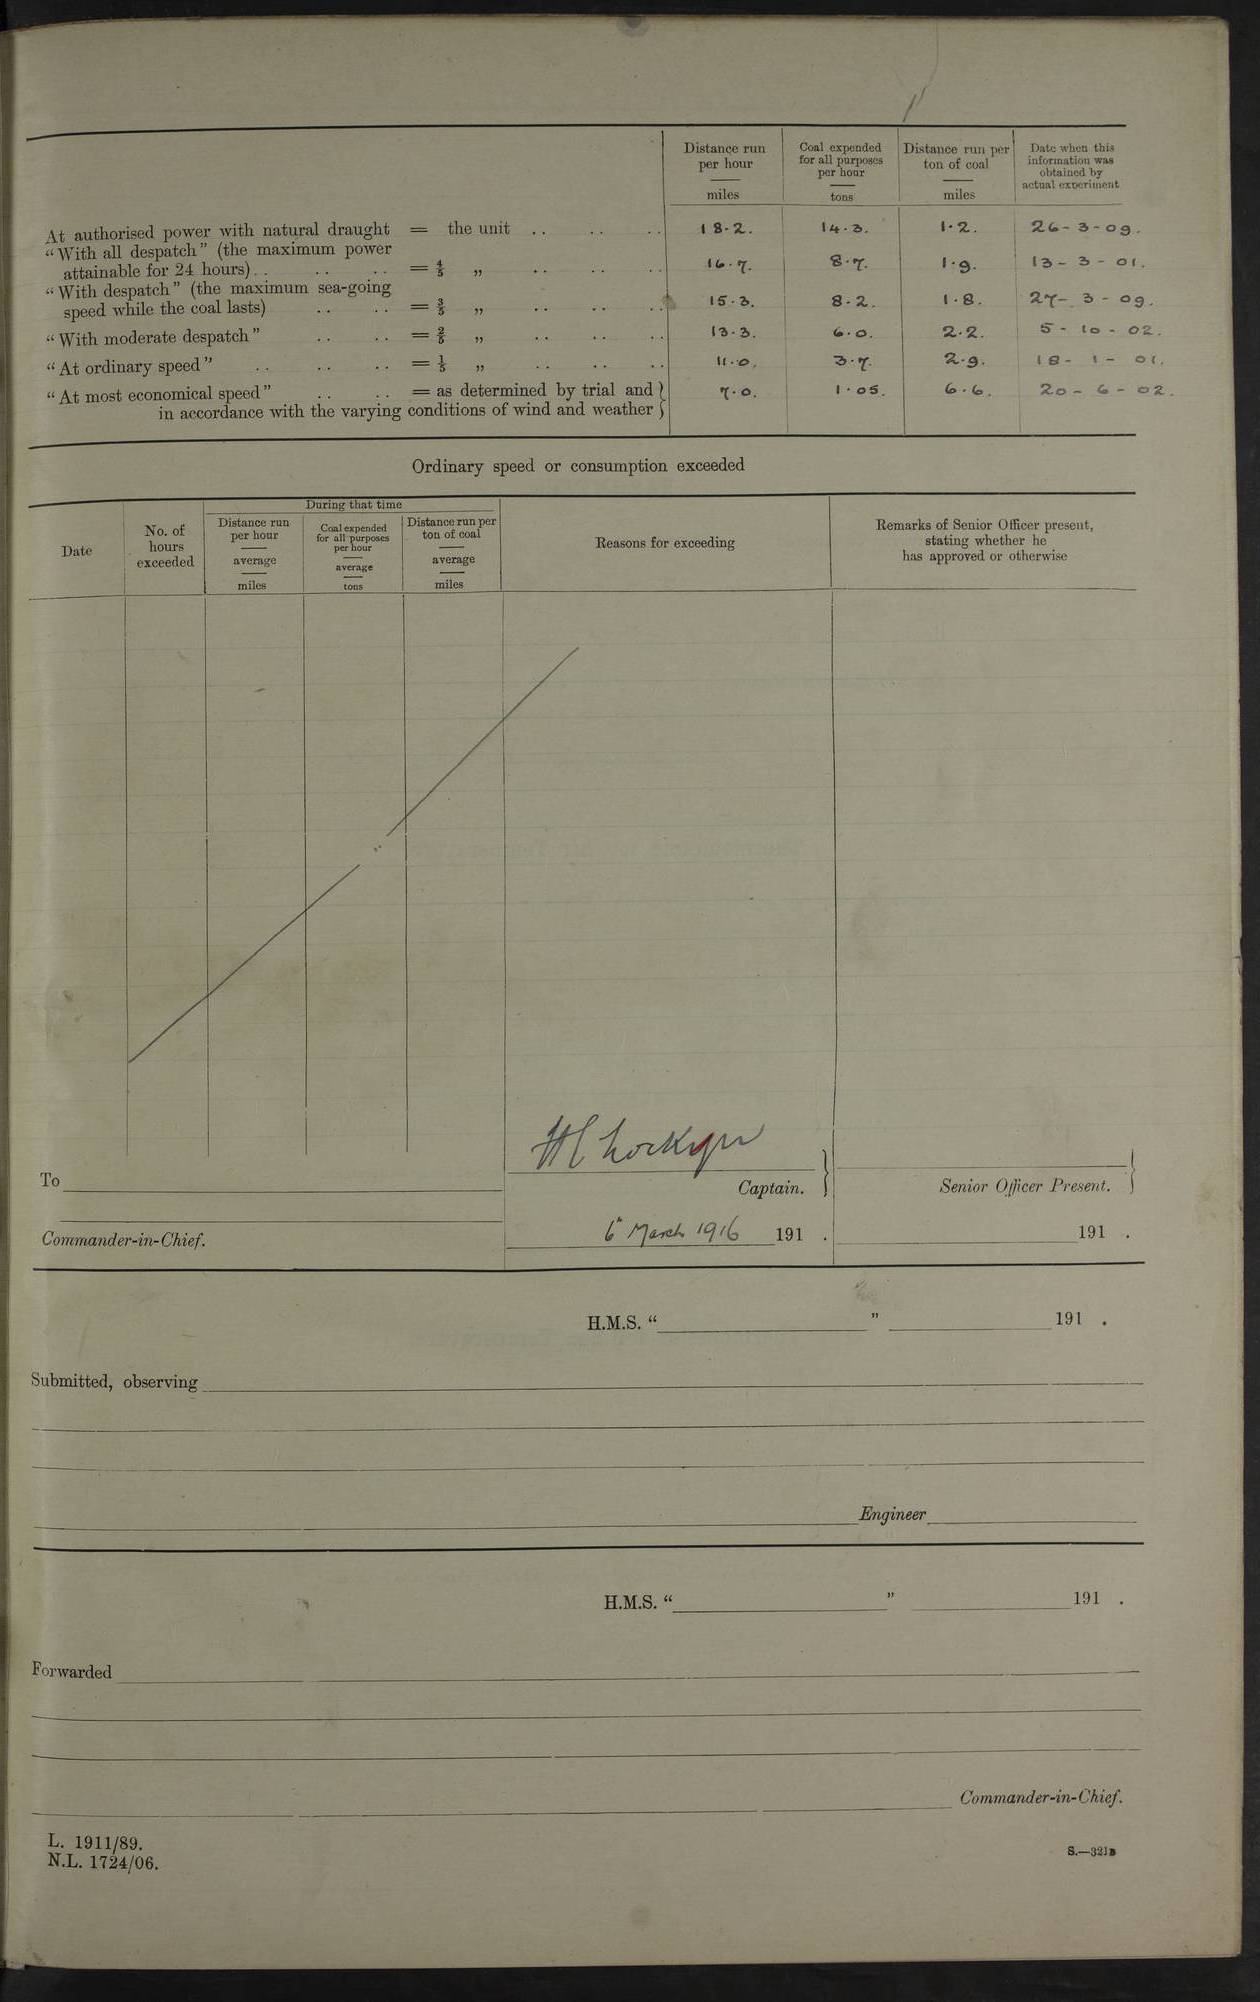 Distance run per hour — miles
Coal expended for all purposes per hour — tons
Distance run per ton of coal — miles
Date when this information was obtained by actual experiment
At authorised power with natural draught = the unit .. .. .. 18·2. 14·3. 1·2. 26-3-09.
“With all despatch” (the maximum power
attainable for 24 hours) .. .. .. = 4/5 „ .. .. .. 16·7. 8·7. 1·9. 13-3-01.
“With despatch” (the maximum sea-going
speed while the coal lasts) .. .. = 3/5 „ .. .. .. 15·3. 8·2. 1·8. 27-3-09.
“With moderate despatch” .. .. = 2/5 „ .. .. .. 13·3. 6·0. 2·2. 5-10-02.
“At ordinary speed” .. .. .. = 1/5 „ .. .. .. 11·0. 3·7. 2·9. 18-1-01.
“At most economical speed” .. .. = as determined by trial and } 7·0. 1·05. 6·6. 20-6-02.
in accordance with the varying conditions of wind and weather }
Ordinary speed or consumption exceeded
Date
No. of hours exceeded
During that time
Distance run per hour — average — miles
Coal expended for all purposes per hour — average — tons
Distance run per ton of coal — average — miles
Reasons for exceeding
Remarks of Senior Officer present, stating whether he has approved or otherwise
To
Captain. }
Senior Officer Present. }
Commander-in-Chief.
6th March 1916 191 .
191 .
H.M.S. “ ” 191 .
Submitted, observing
Engineer
H.M.S. “ ” 191 .
Forwarded
Commander-in-Chief.
L. 1911/89.
N.L. 1724/06.
S.—321B